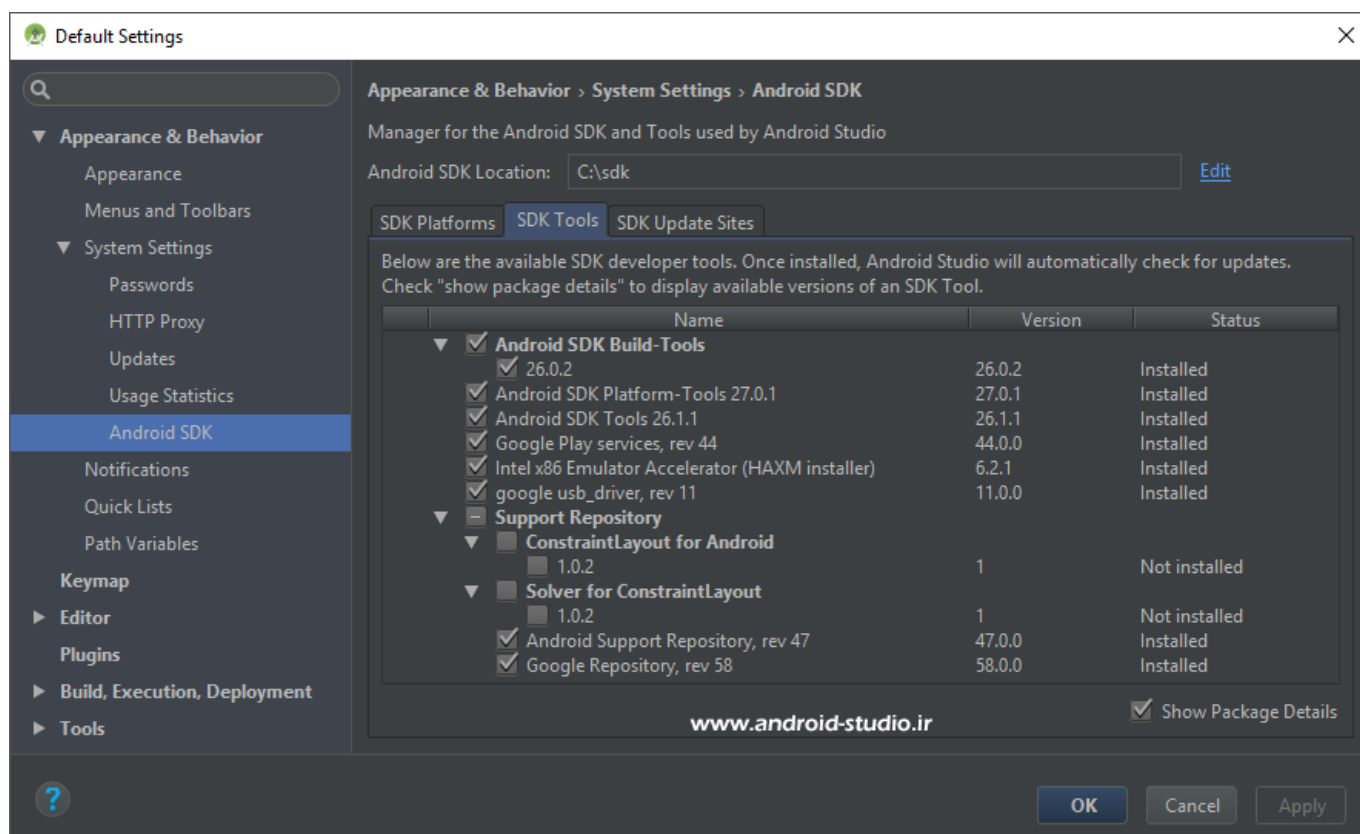 Default Settings
Appearance & Behavior
Appearance
Menus and Toolbars
System Settings
Passwords
HTTP Proxy
Updates
Usage Statistics
Android SDK
Notifications
Quick Lists
Path Variables
Keymap
Editor
Plugins
Build, Execution, Deployment
Tools
Appearance & Behavior › System Settings › Android SDK
Manager for the Android SDK and Tools used by Android Studio
Android SDK Location: C:\sdk Edit
SDK Platforms SDK Tools SDK Update Sites
Below are the available SDK developer tools. Once installed, Android Studio will automatically check for updates.
Check "show package details" to display available versions of an SDK Tool.
Name Version Status
Android SDK Build-Tools
26.0.2 26.0.2 Installed
Android SDK Platform-Tools 27.0.1 27.0.1 Installed
Android SDK Tools 26.1.1 26.1.1 Installed
Google Play services, rev 44 44.0.0 Installed
Intel x86 Emulator Accelerator (HAXM installer) 6.2.1 Installed
google usb_driver, rev 11 11.0.0 Installed
Support Repository
ConstraintLayout for Android
1.0.2 1 Not installed
Solver for ConstraintLayout
1.0.2 1 Not installed
Android Support Repository, rev 47 47.0.0 Installed
Google Repository, rev 58 58.0.0 Installed
www.android-studio.ir
Show Package Details
?
OK Cancel Apply